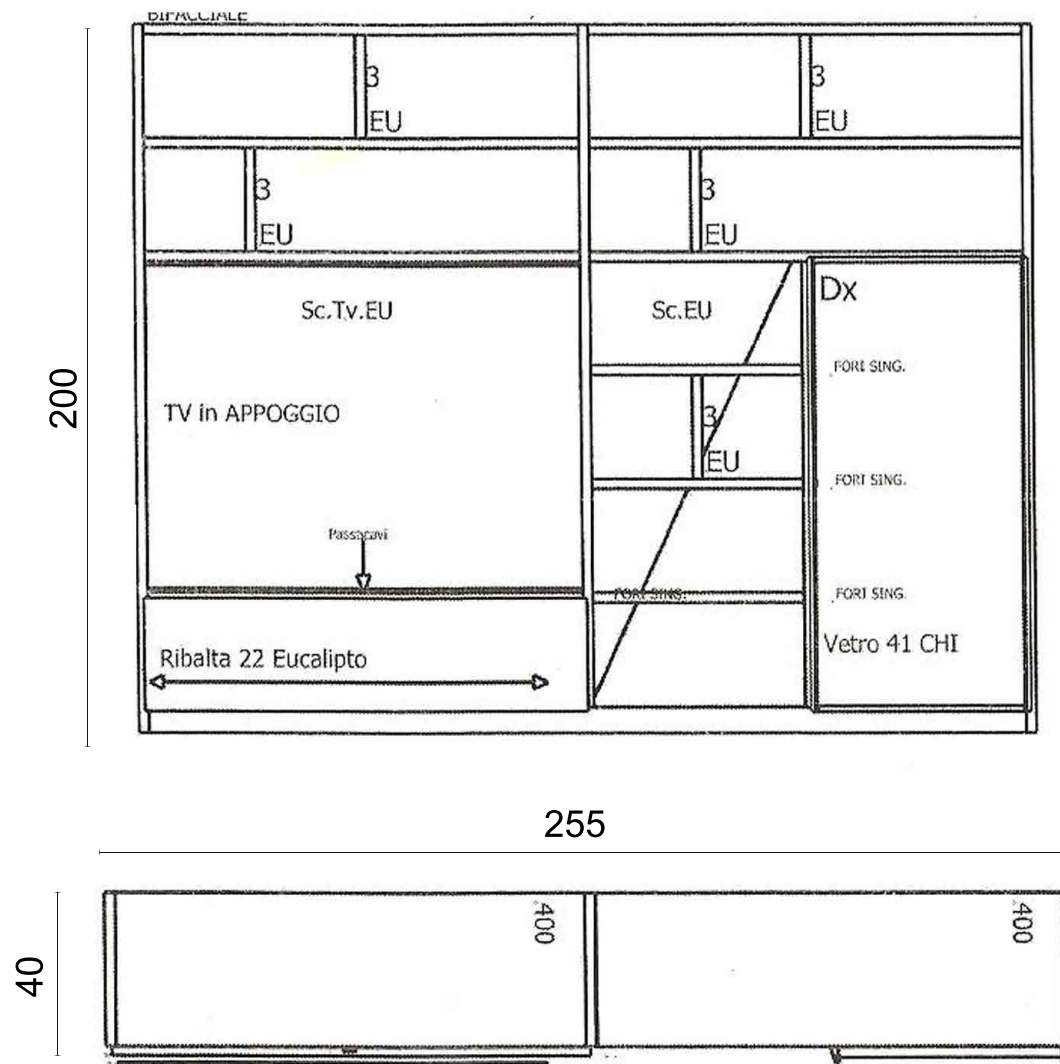 BIFACCIALE
3
EU
3
EU
3
EU
3
EU
Sc.Tv.EU
Sc.EU
Dx
FORI SING.
TV in APPOGGIO
3
EU
FORI SING.
200
Passacavi
FORI SING.
FORI SING.
Ribalta 22 Eucalipto
Vetro 41 CHI
255
400
400
40